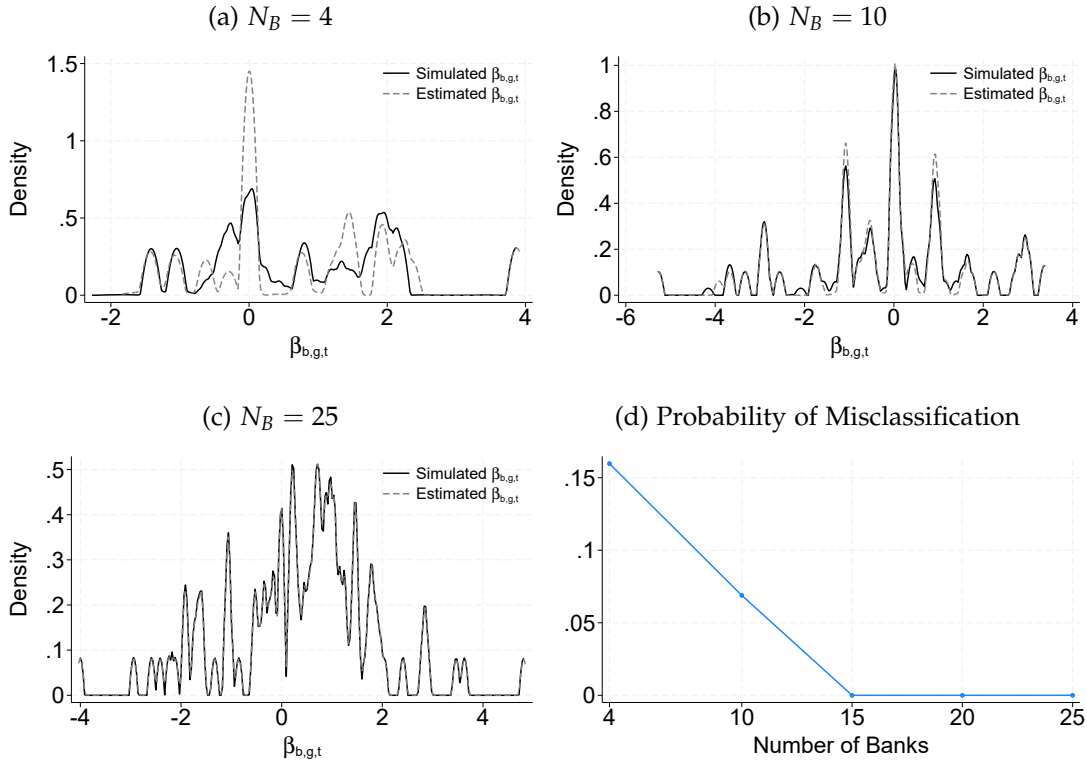 (a) N_B = 4
1.5
1
.5
0
Density
-2
0
2
4
β_b,g,t
Simulated β_b,g,t
Estimated β_b,g,t
(b) N_B = 10
1
.8
.6
.4
.2
0
Density
-6
-4
-2
0
2
4
β_b,g,t
Simulated β_b,g,t
Estimated β_b,g,t
(c) N_B = 25
.5
.4
.3
.2
.1
0
Density
-4
-2
0
2
4
β_b,g,t
Simulated β_b,g,t
Estimated β_b,g,t
(d) Probability of Misclassification
.15
.1
.05
0
4
10
15
20
25
Number of Banks